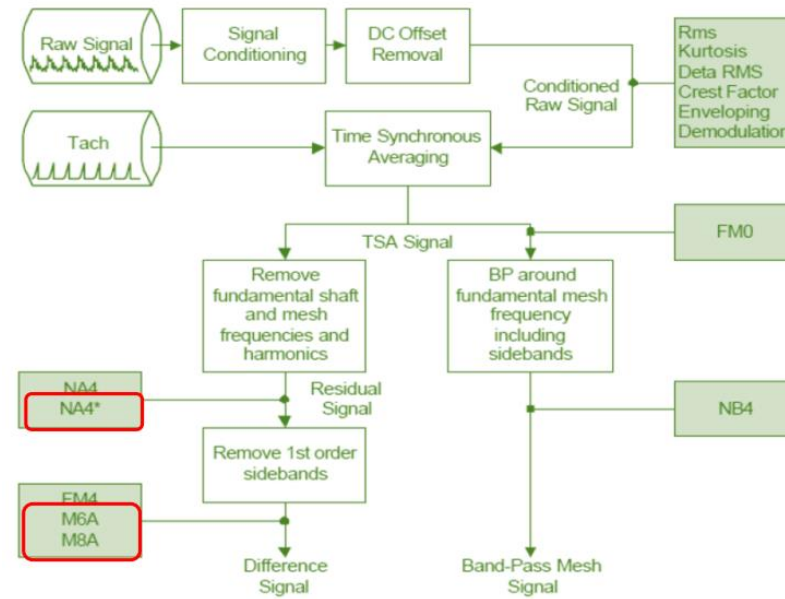 Raw Signal
Signal
Conditioning
DC Offset
Removal
Conditioned
Raw Signal
Rms
Kurtosis
Deta RMS
Crest Factor
Enveloping
Demodulation
Tach
Time Synchronous
Averaging
TSA Signal
FM0
Remove
fundamental shaft
and mesh
frequencies and
harmonics
BP around
fundamental mesh
frequency
including
sidebands
NA4
NA4*
Residual
Signal
NB4
Remove 1st order
sidebands
FM4
M6A
M8A
Difference
Signal
Band-Pass Mesh
Signal